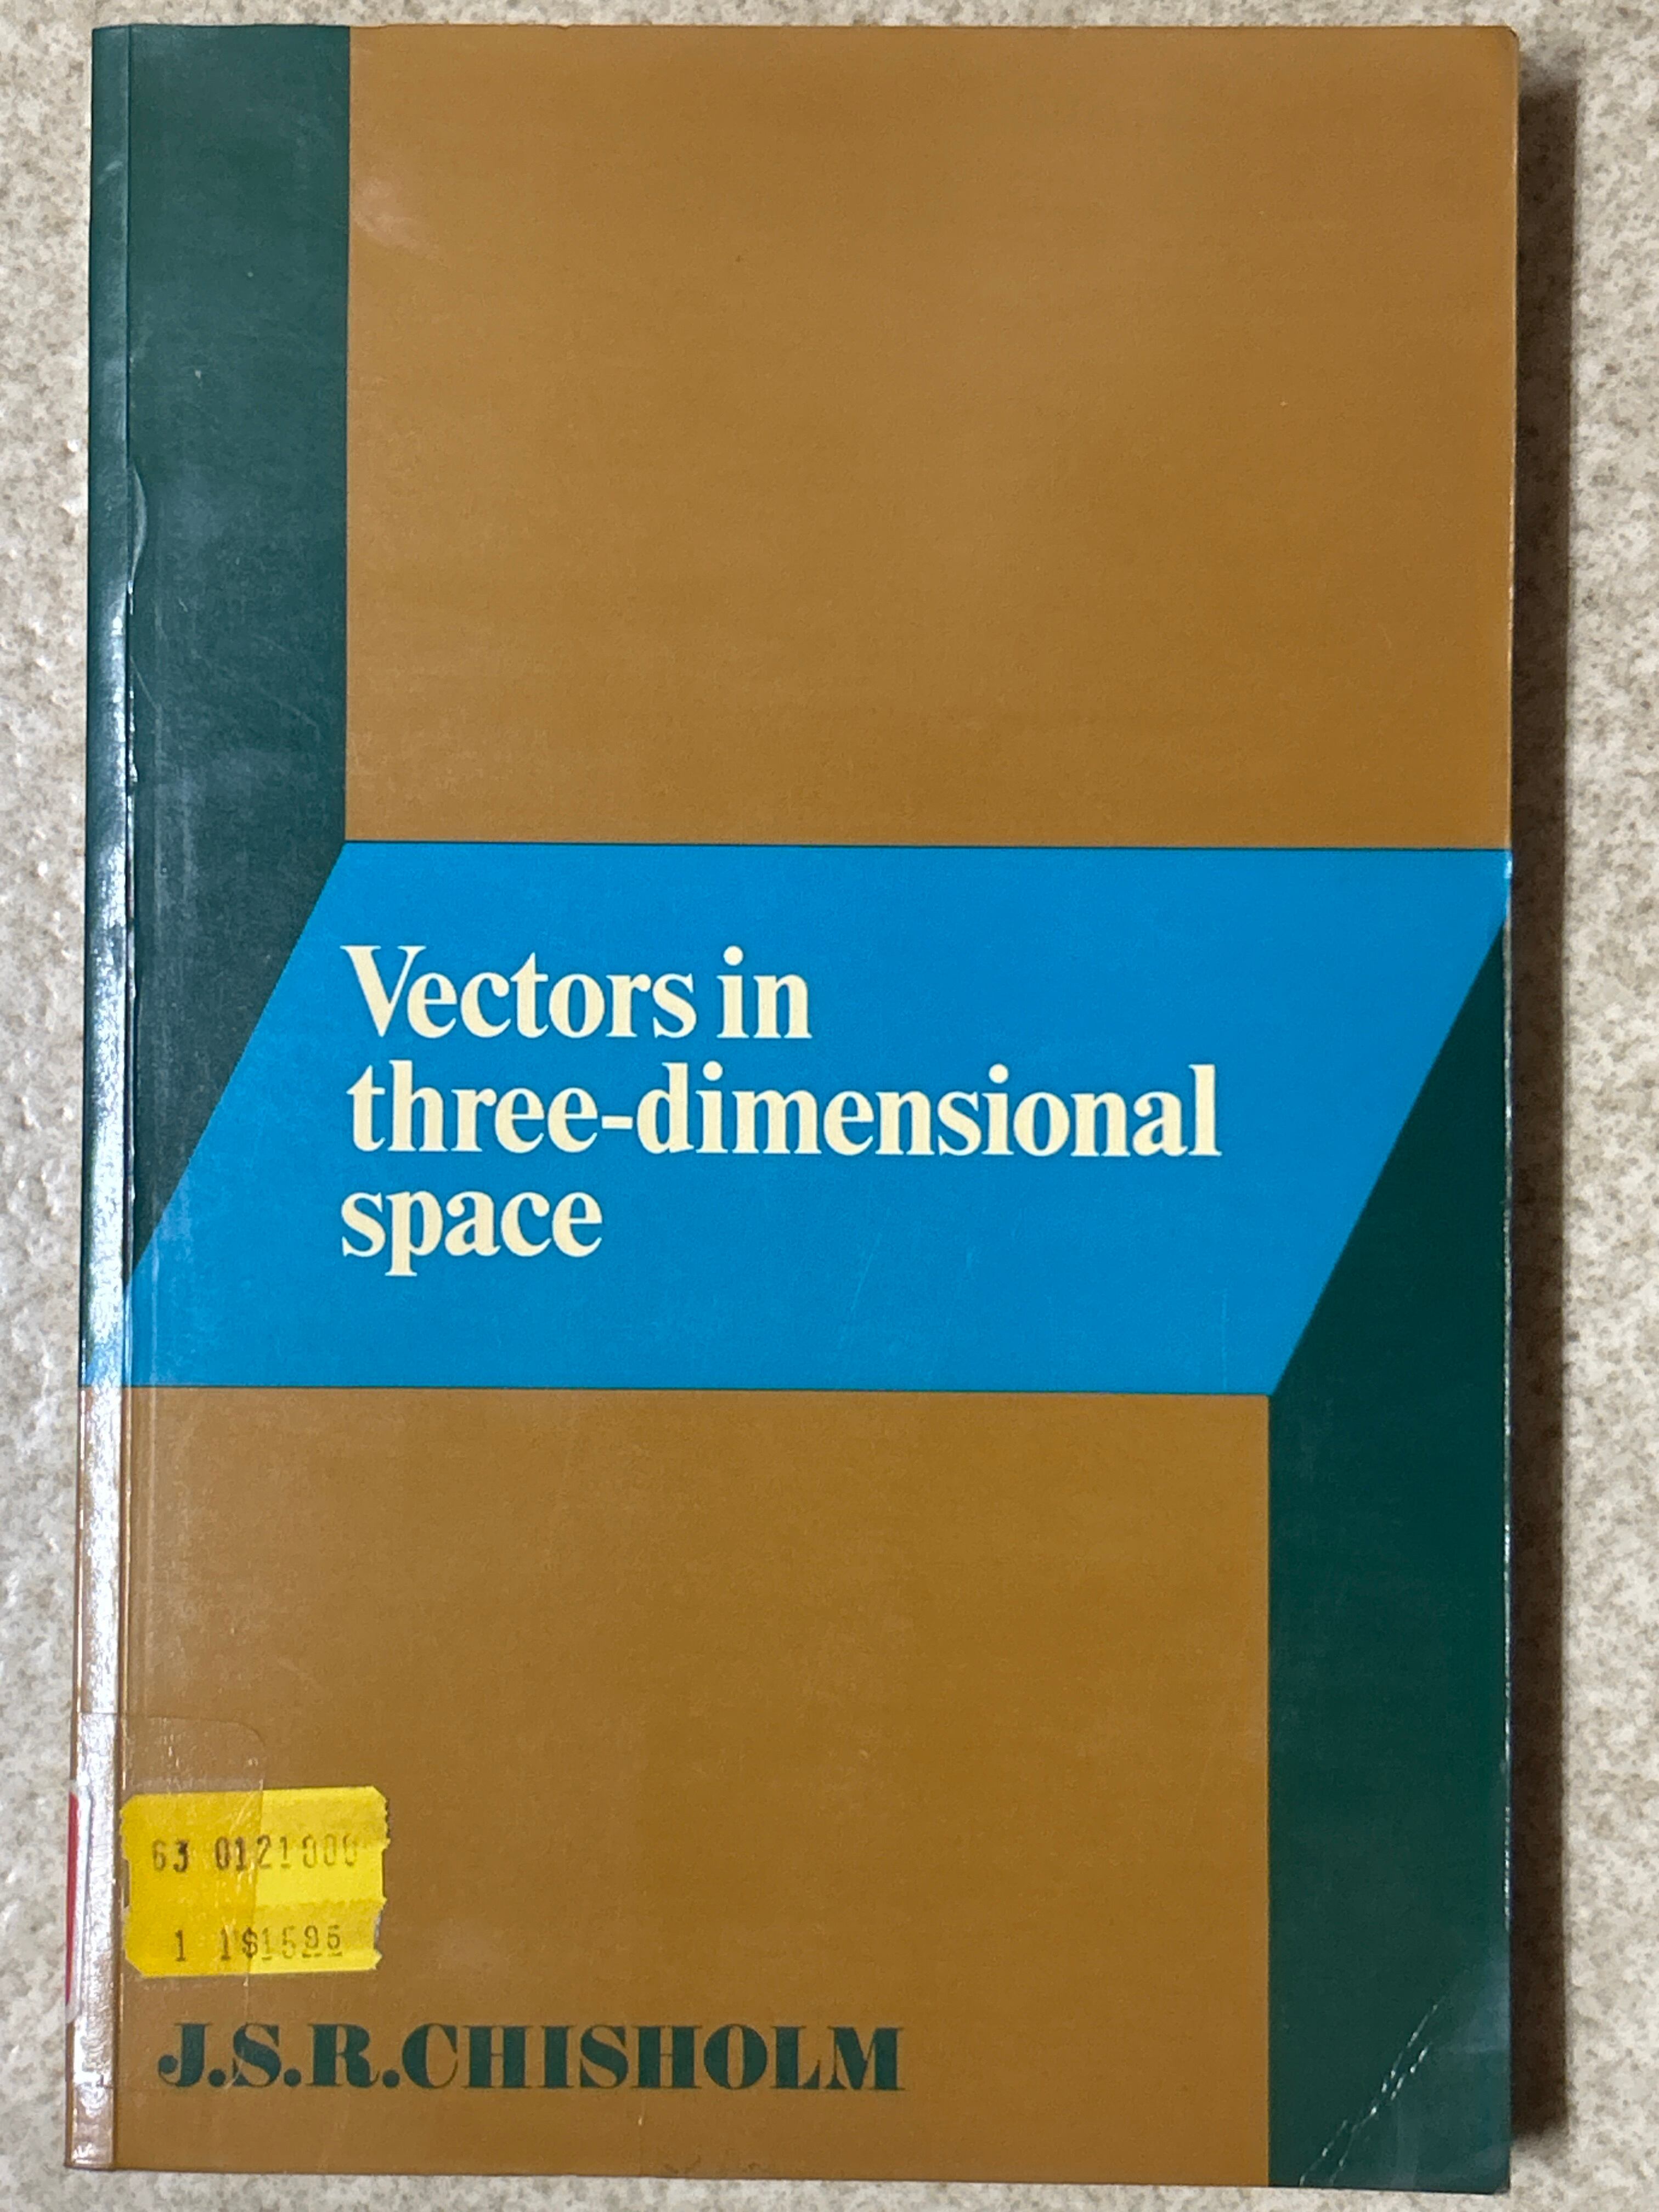 Vectors in
three-dimensional
space
63 0121000
1 1$1595
J.S.R.CHISHOLM